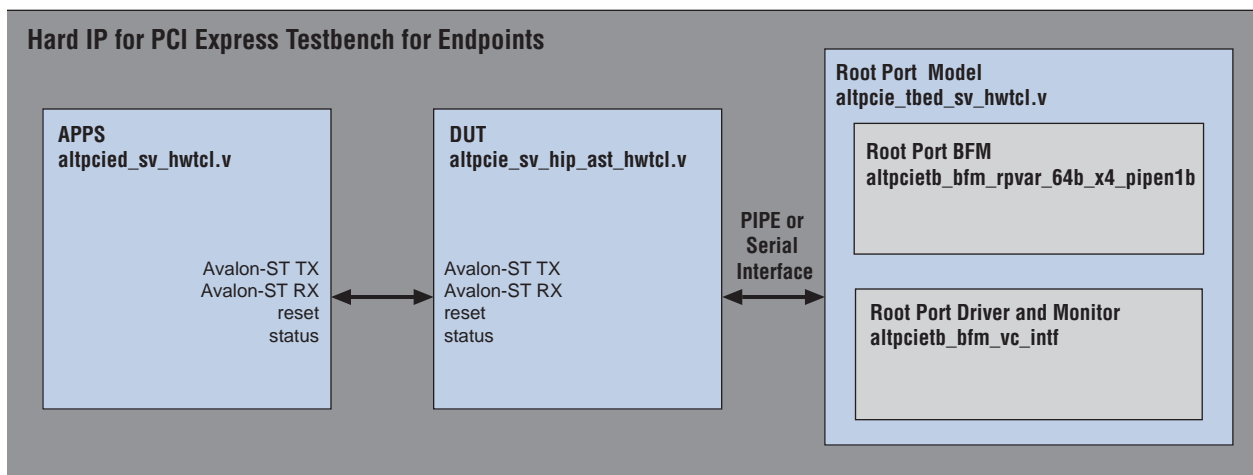 Hard IP for PCI Express Testbench for Endpoints
APPS
altpcied_sv_hwtcl.v
Avalon-ST TX
Avalon-ST RX
reset
status
DUT
altpcie_sv_hip_ast_hwtcl.v
Avalon-ST TX
Avalon-ST RX
reset
status
PIPE or
Serial
Interface
Root Port Model
altpcie_tbed_sv_hwtcl.v
Root Port BFM
altpcietb_bfm_rpvar_64b_x4_pipen1b
Root Port Driver and Monitor
altpcietb_bfm_vc_intf